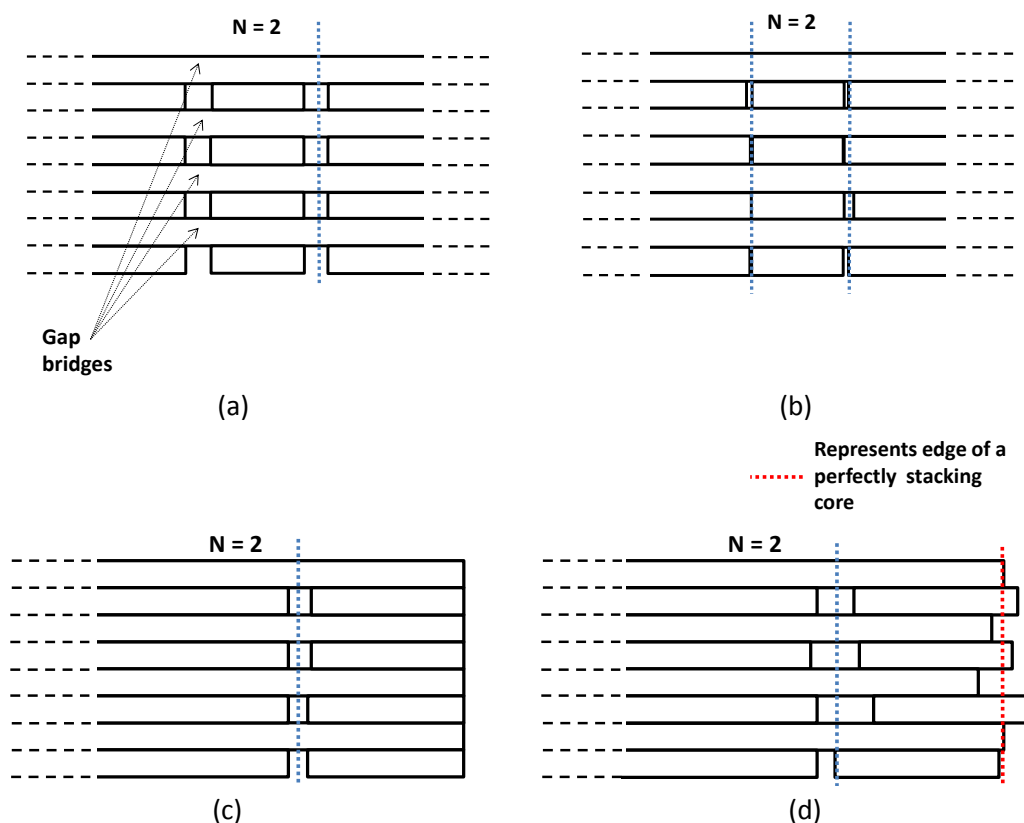 N = 2
N = 2
Gap
bridges
(a)
(b)
Represents edge of a
perfectly stacking
core
N = 2
N = 2
(c)
(d)